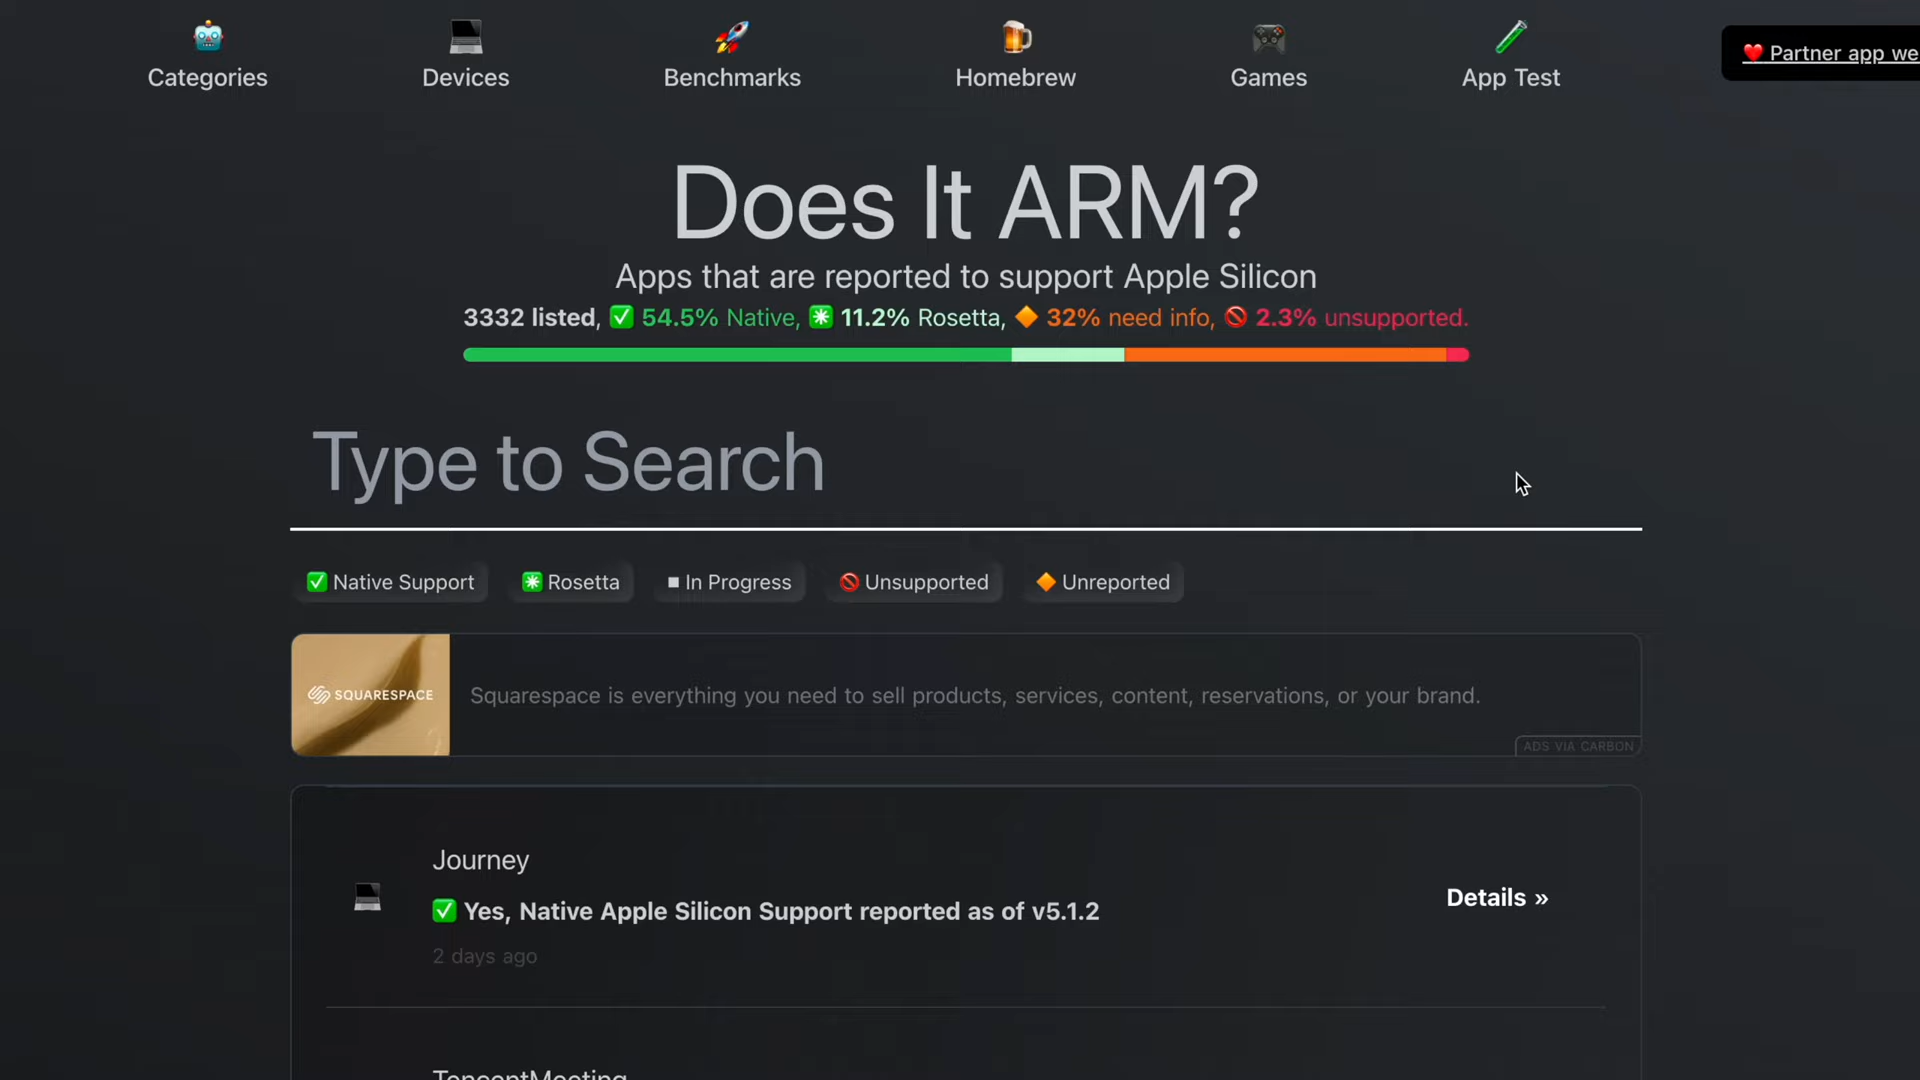 Categories
Devices
Benchmarks
Homebrew
Games
App Test
Partner app we
Does It ARM?
Apps that are reported to support Apple Silicon
3332 listed, ✅ 54.5% Native, ✳️ 11.2% Rosetta, 🔶 32% need info, 🚫 2.3% unsupported.
Type to Search
✅ Native Support
✳️ Rosetta
In Progress
🚫 Unsupported
🔶 Unreported
SQUARESPACE
Squarespace is everything you need to sell products, services, content, reservations, or your brand.
ADS VIA CARBON
Journey
✅ Yes, Native Apple Silicon Support reported as of v5.1.2
Details »
2 days ago
TencentMeeting